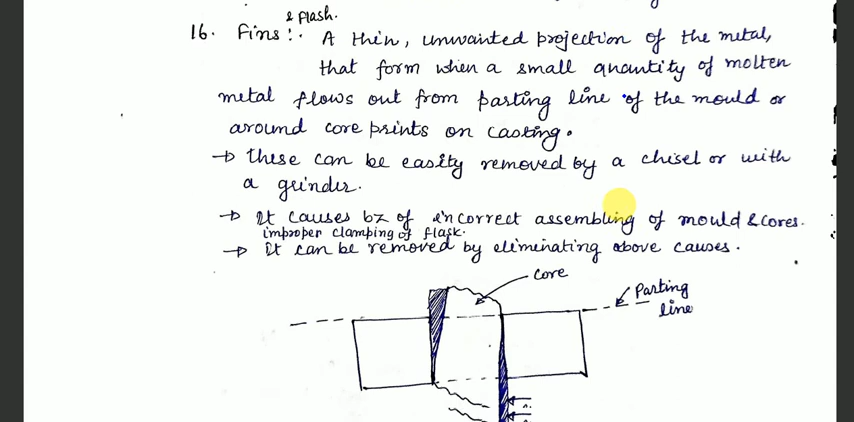 & Flash.
16. Fins :. A thin, unwanted projection of the metal,
that form when a small quantity of molten
metal flows out from parting line of the mould or
around core prints on casting.
→ these can be easity removed by a chisel or with
a grinder.
→ It causes bz of incorrect assembling of mould & cores.
improper clamping of flask.
→ It can be removed by eliminating above causes.
core
Parting
line